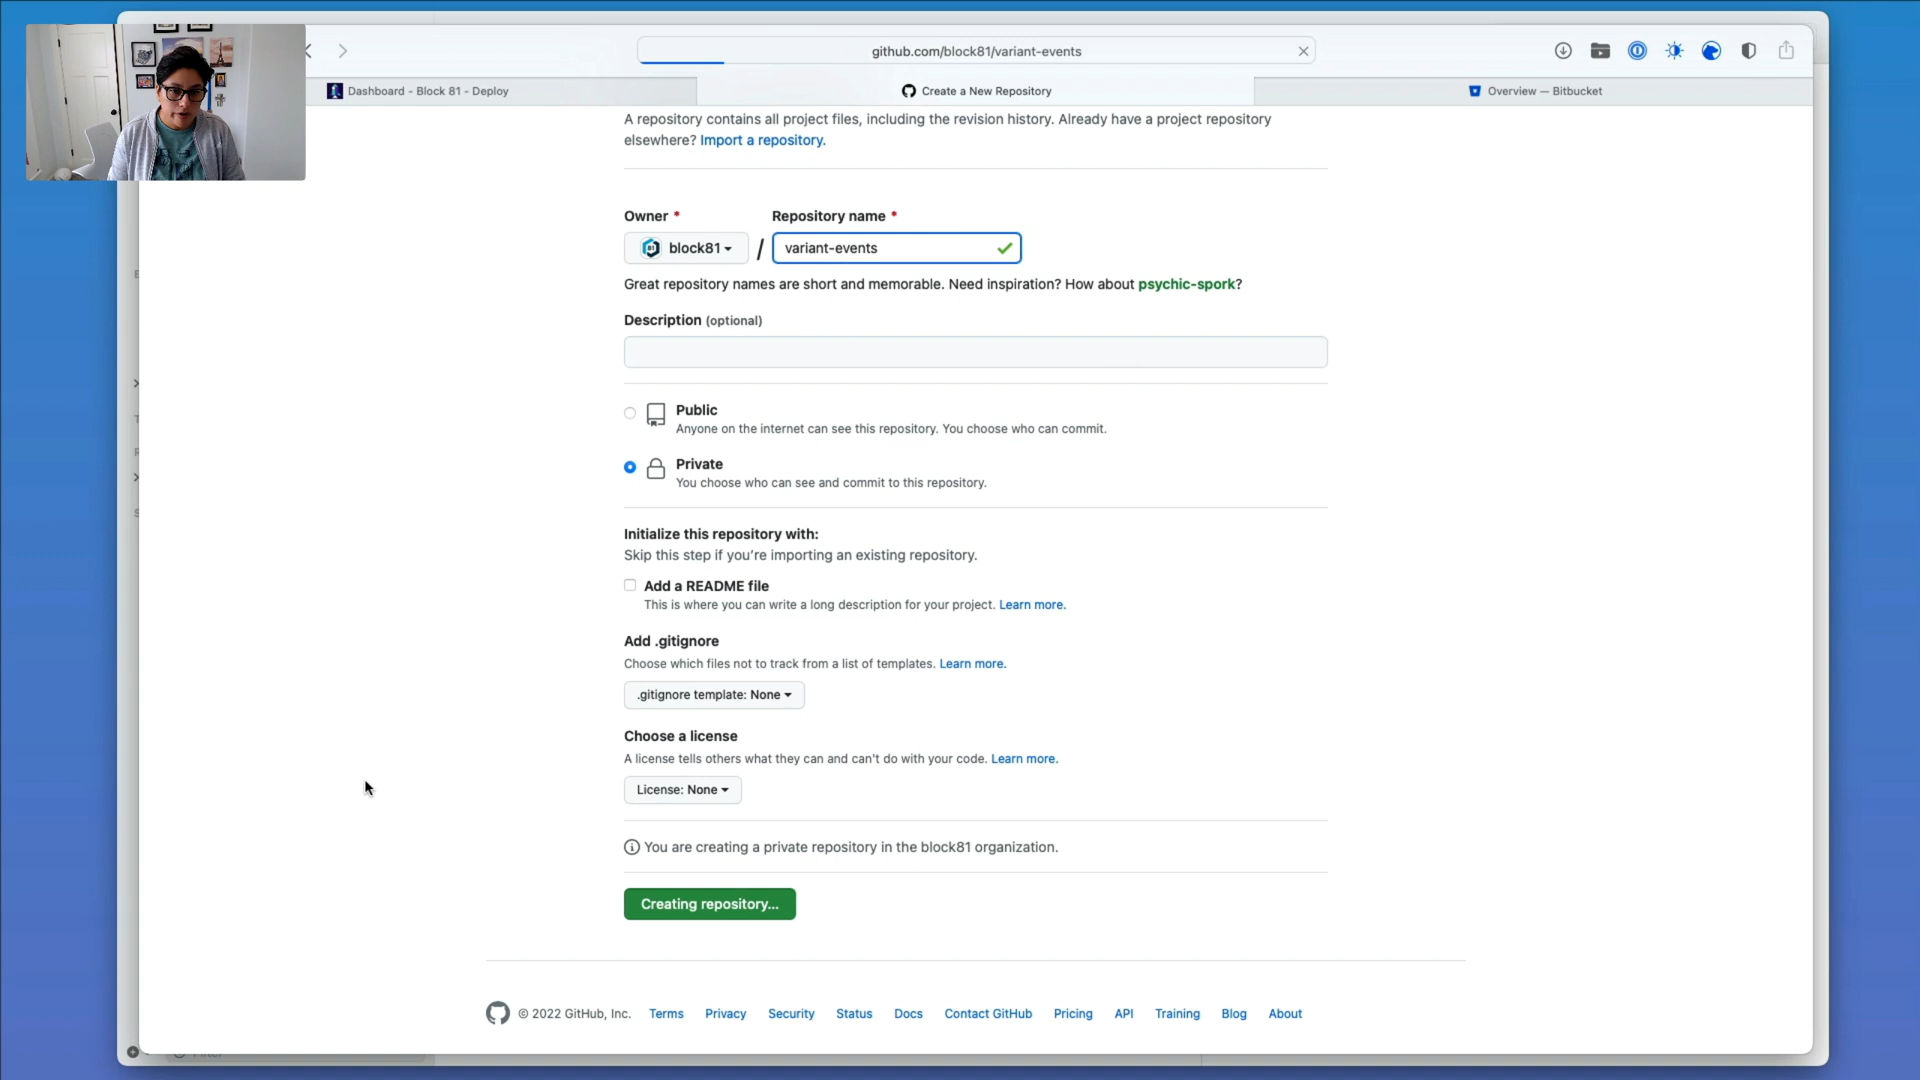 github.com/block81/variant-events
Dashboard - Block 81 - Deploy
Create a New Repository
Overview — Bitbucket
A repository contains all project files, including the revision history. Already have a project repository
elsewhere? Import a repository.
Owner *
Repository name *
block81
/
variant-events
Great repository names are short and memorable. Need inspiration? How about psychic-spork?
Description (optional)
Public
Anyone on the internet can see this repository. You choose who can commit.
Private
You choose who can see and commit to this repository.
Initialize this repository with:
Skip this step if you're importing an existing repository.
Add a README file
This is where you can write a long description for your project. Learn more.
Add .gitignore
Choose which files not to track from a list of templates. Learn more.
.gitignore template: None
Choose a license
A license tells others what they can and can't do with your code. Learn more.
License: None
You are creating a private repository in the block81 organization.
Creating repository...
© 2022 GitHub, Inc. Terms Privacy Security Status Docs Contact GitHub Pricing API Training Blog About